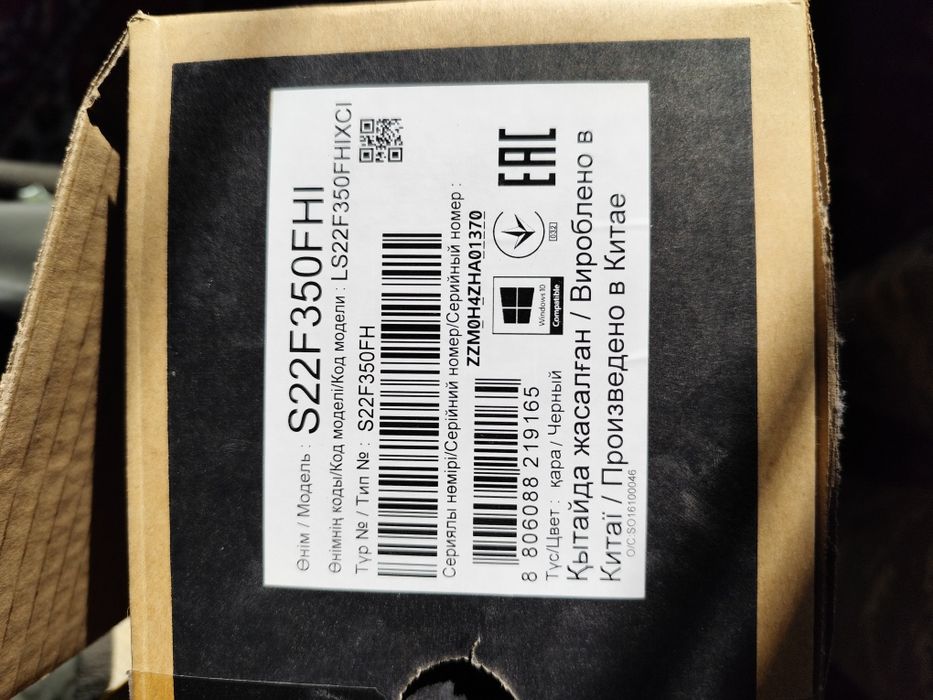 Өнім / Модель : S22F350FHI
Өнімнің коды/Код моделі/Код модели : LS22F350FHIXCI
Түр № / Тип № : S22F350FH
Сериялы нөмірі/Серійний номер/Серийный номер :
ZZM0H4ZHA01370
8 806088 219165
Windows 10
Compatible
032
EAC
Түс/Цвет : қара / Черный
Қытайда жасалған / Вироблено в
Китаї / Произведено в Китае
O/C.SO16100046